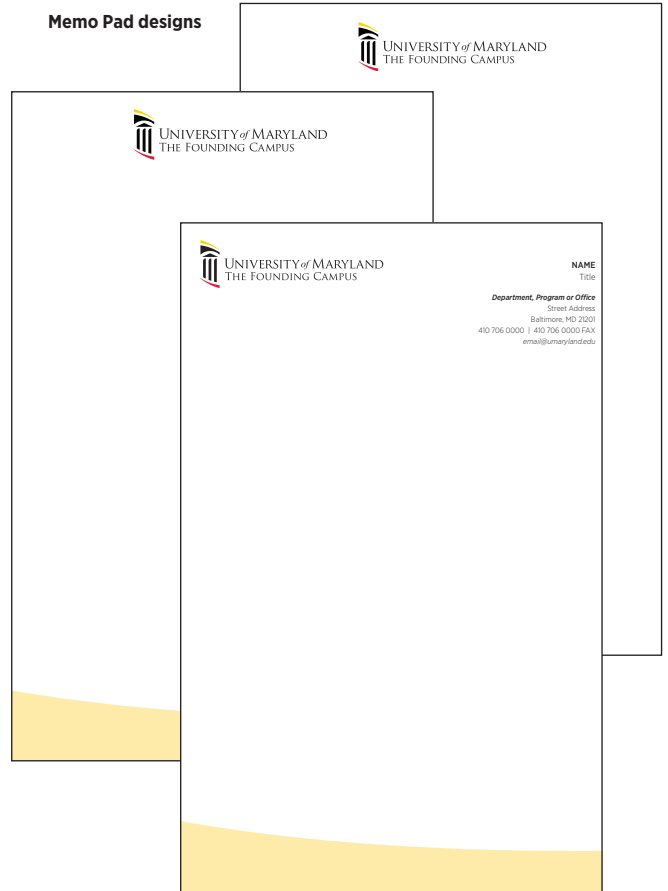 Memo Pad designs
UNIVERSITY of MARYLAND
THE FOUNDING CAMPUS
UNIVERSITY of MARYLAND
THE FOUNDING CAMPUS
UNIVERSITY of MARYLAND
THE FOUNDING CAMPUS
NAME
Title
Department, Program or Office
Street Address
Baltimore, MD 21201
410 706 0000 | 410 706 0000 FAX
email@umaryland.edu